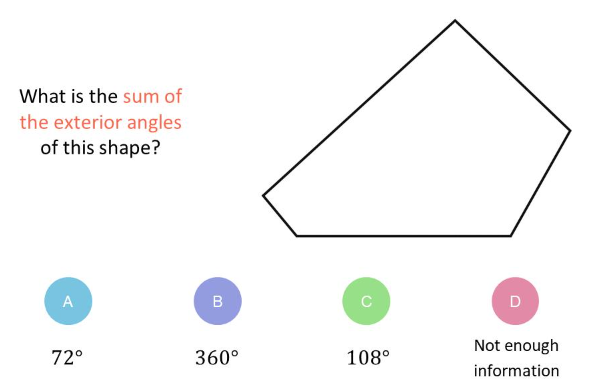 What is the sum of
the exterior angles
of this shape?
A
B
C
D
72°
360°
108°
Not enough
information